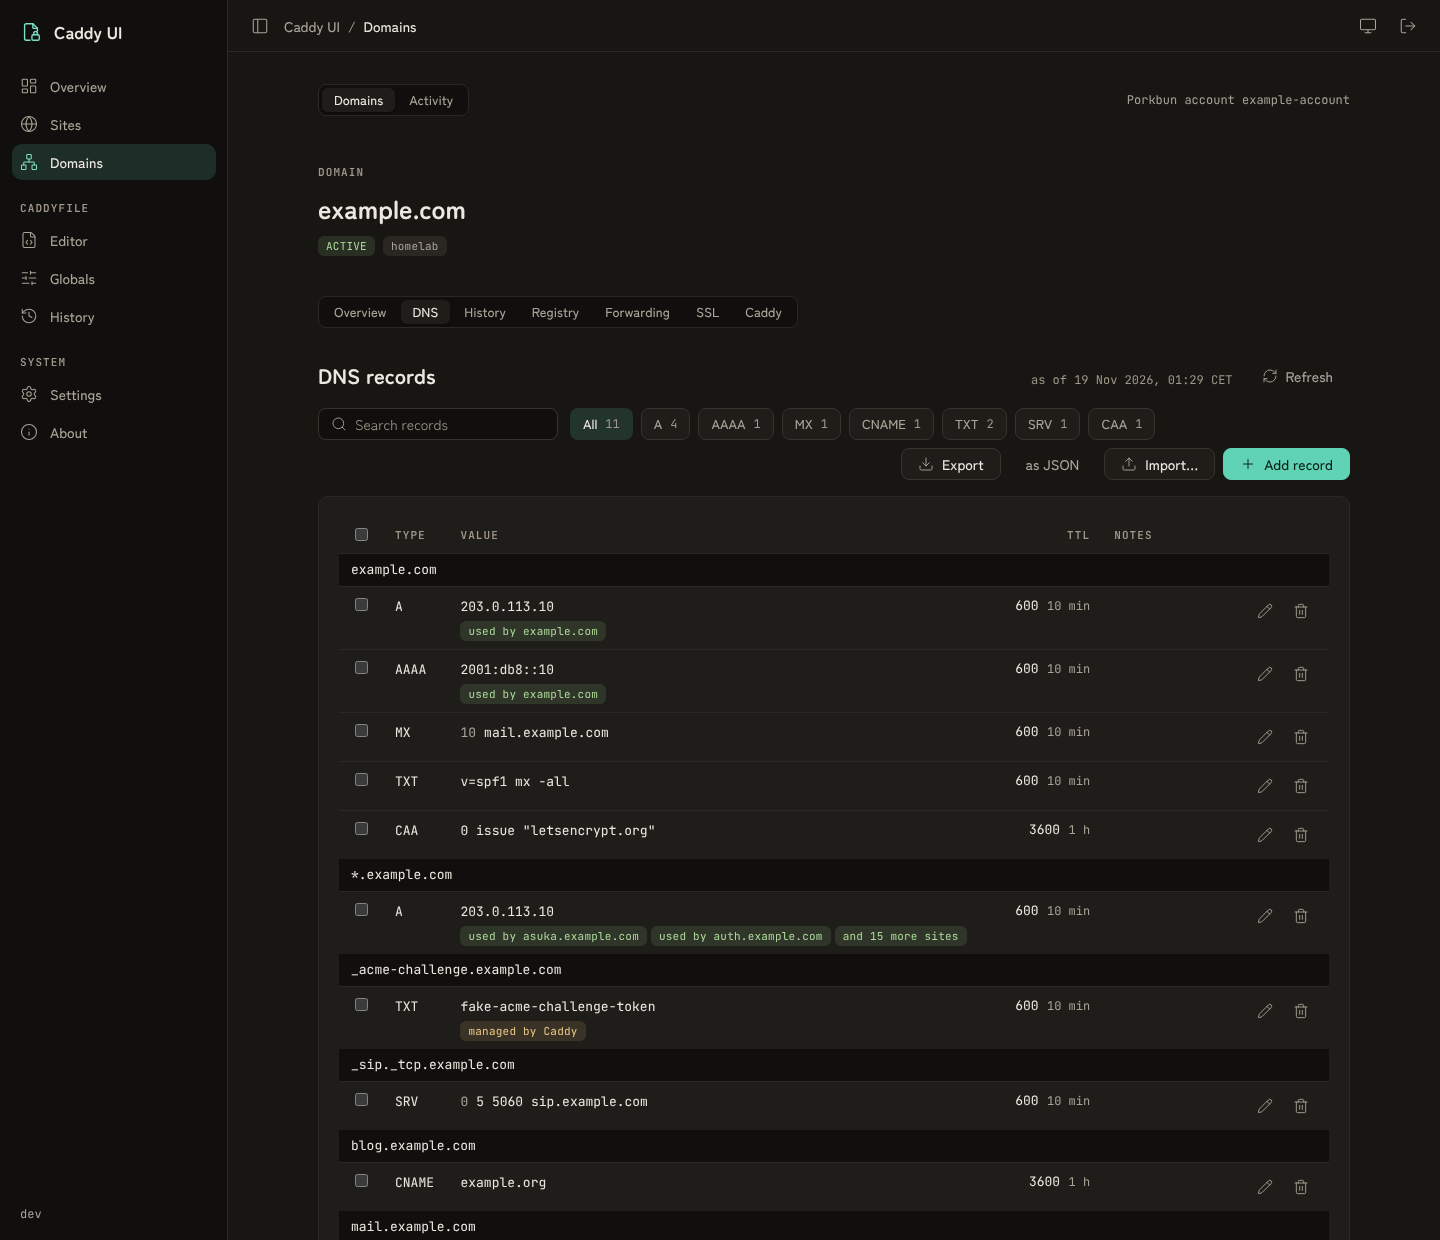 Caddy UI
Overview
Sites
Domains
CADDYFILE
Editor
Globals
History
SYSTEM
Settings
About
dev
Caddy UI / Domains
Domains Activity
Porkbun account example-account
DOMAIN
example.com
ACTIVE homelab
Overview DNS History Registry Forwarding SSL Caddy
DNS records
as of 19 Nov 2026, 01:29 CET Refresh
Search records All 11 A 4 AAAA 1 MX 1 CNAME 1 TXT 2 SRV 1 CAA 1
Export as JSON Import... Add record
TYPE VALUE TTL NOTES
example.com
A 203.0.113.10 600 10 min
used by example.com
AAAA 2001:db8::10 600 10 min
used by example.com
MX 10 mail.example.com 600 10 min
TXT v=spf1 mx -all 600 10 min
CAA 0 issue "letsencrypt.org" 3600 1 h
*.example.com
A 203.0.113.10 600 10 min
used by asuka.example.com used by auth.example.com and 15 more sites
_acme-challenge.example.com
TXT fake-acme-challenge-token 600 10 min
managed by Caddy
_sip._tcp.example.com
SRV 0 5 5060 sip.example.com 600 10 min
blog.example.com
CNAME example.org 3600 1 h
mail.example.com